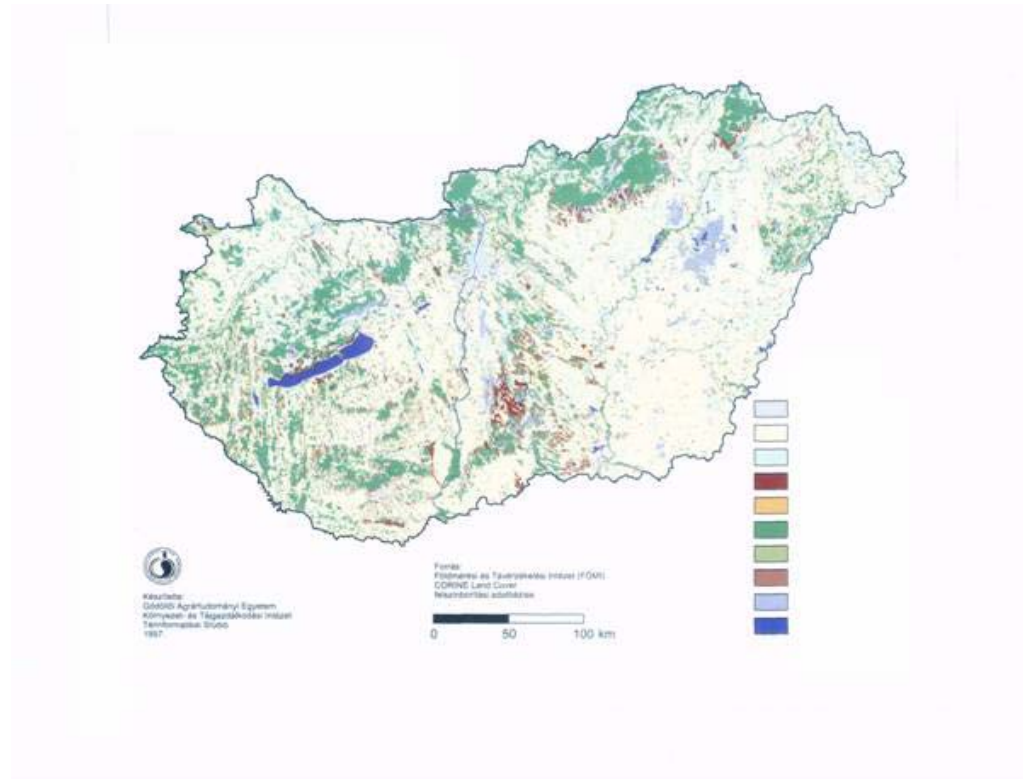 Készítette:
Gödöllői Agrártudományi Egyetem
Környezet- és Tájgazdálkodási Intézet
Térinformatikai Stúdió
1997
Forrás:
Földmérési és Távérzékelési Intézet (FÖMI)
CORINE Land Cover
felszínborítási adatbázisa
0 50 100 km